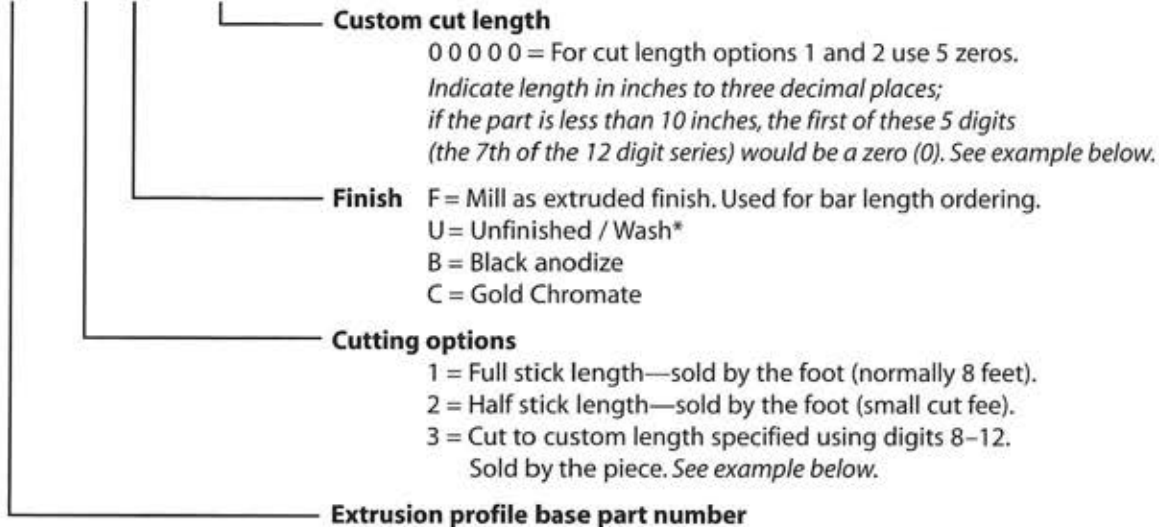 Custom cut length
0 0 0 0 0 = For cut length options 1 and 2 use 5 zeros.
Indicate length in inches to three decimal places;
if the part is less than 10 inches, the first of these 5 digits
(the 7th of the 12 digit series) would be a zero (0). See example below.
Finish F = Mill as extruded finish. Used for bar length ordering.
U = Unfinished / Wash*
B = Black anodize
C = Gold Chromate
Cutting options
1 = Full stick length—sold by the foot (normally 8 feet).
2 = Half stick length—sold by the foot (small cut fee).
3 = Cut to custom length specified using digits 8–12.
Sold by the piece. See example below.
Extrusion profile base part number